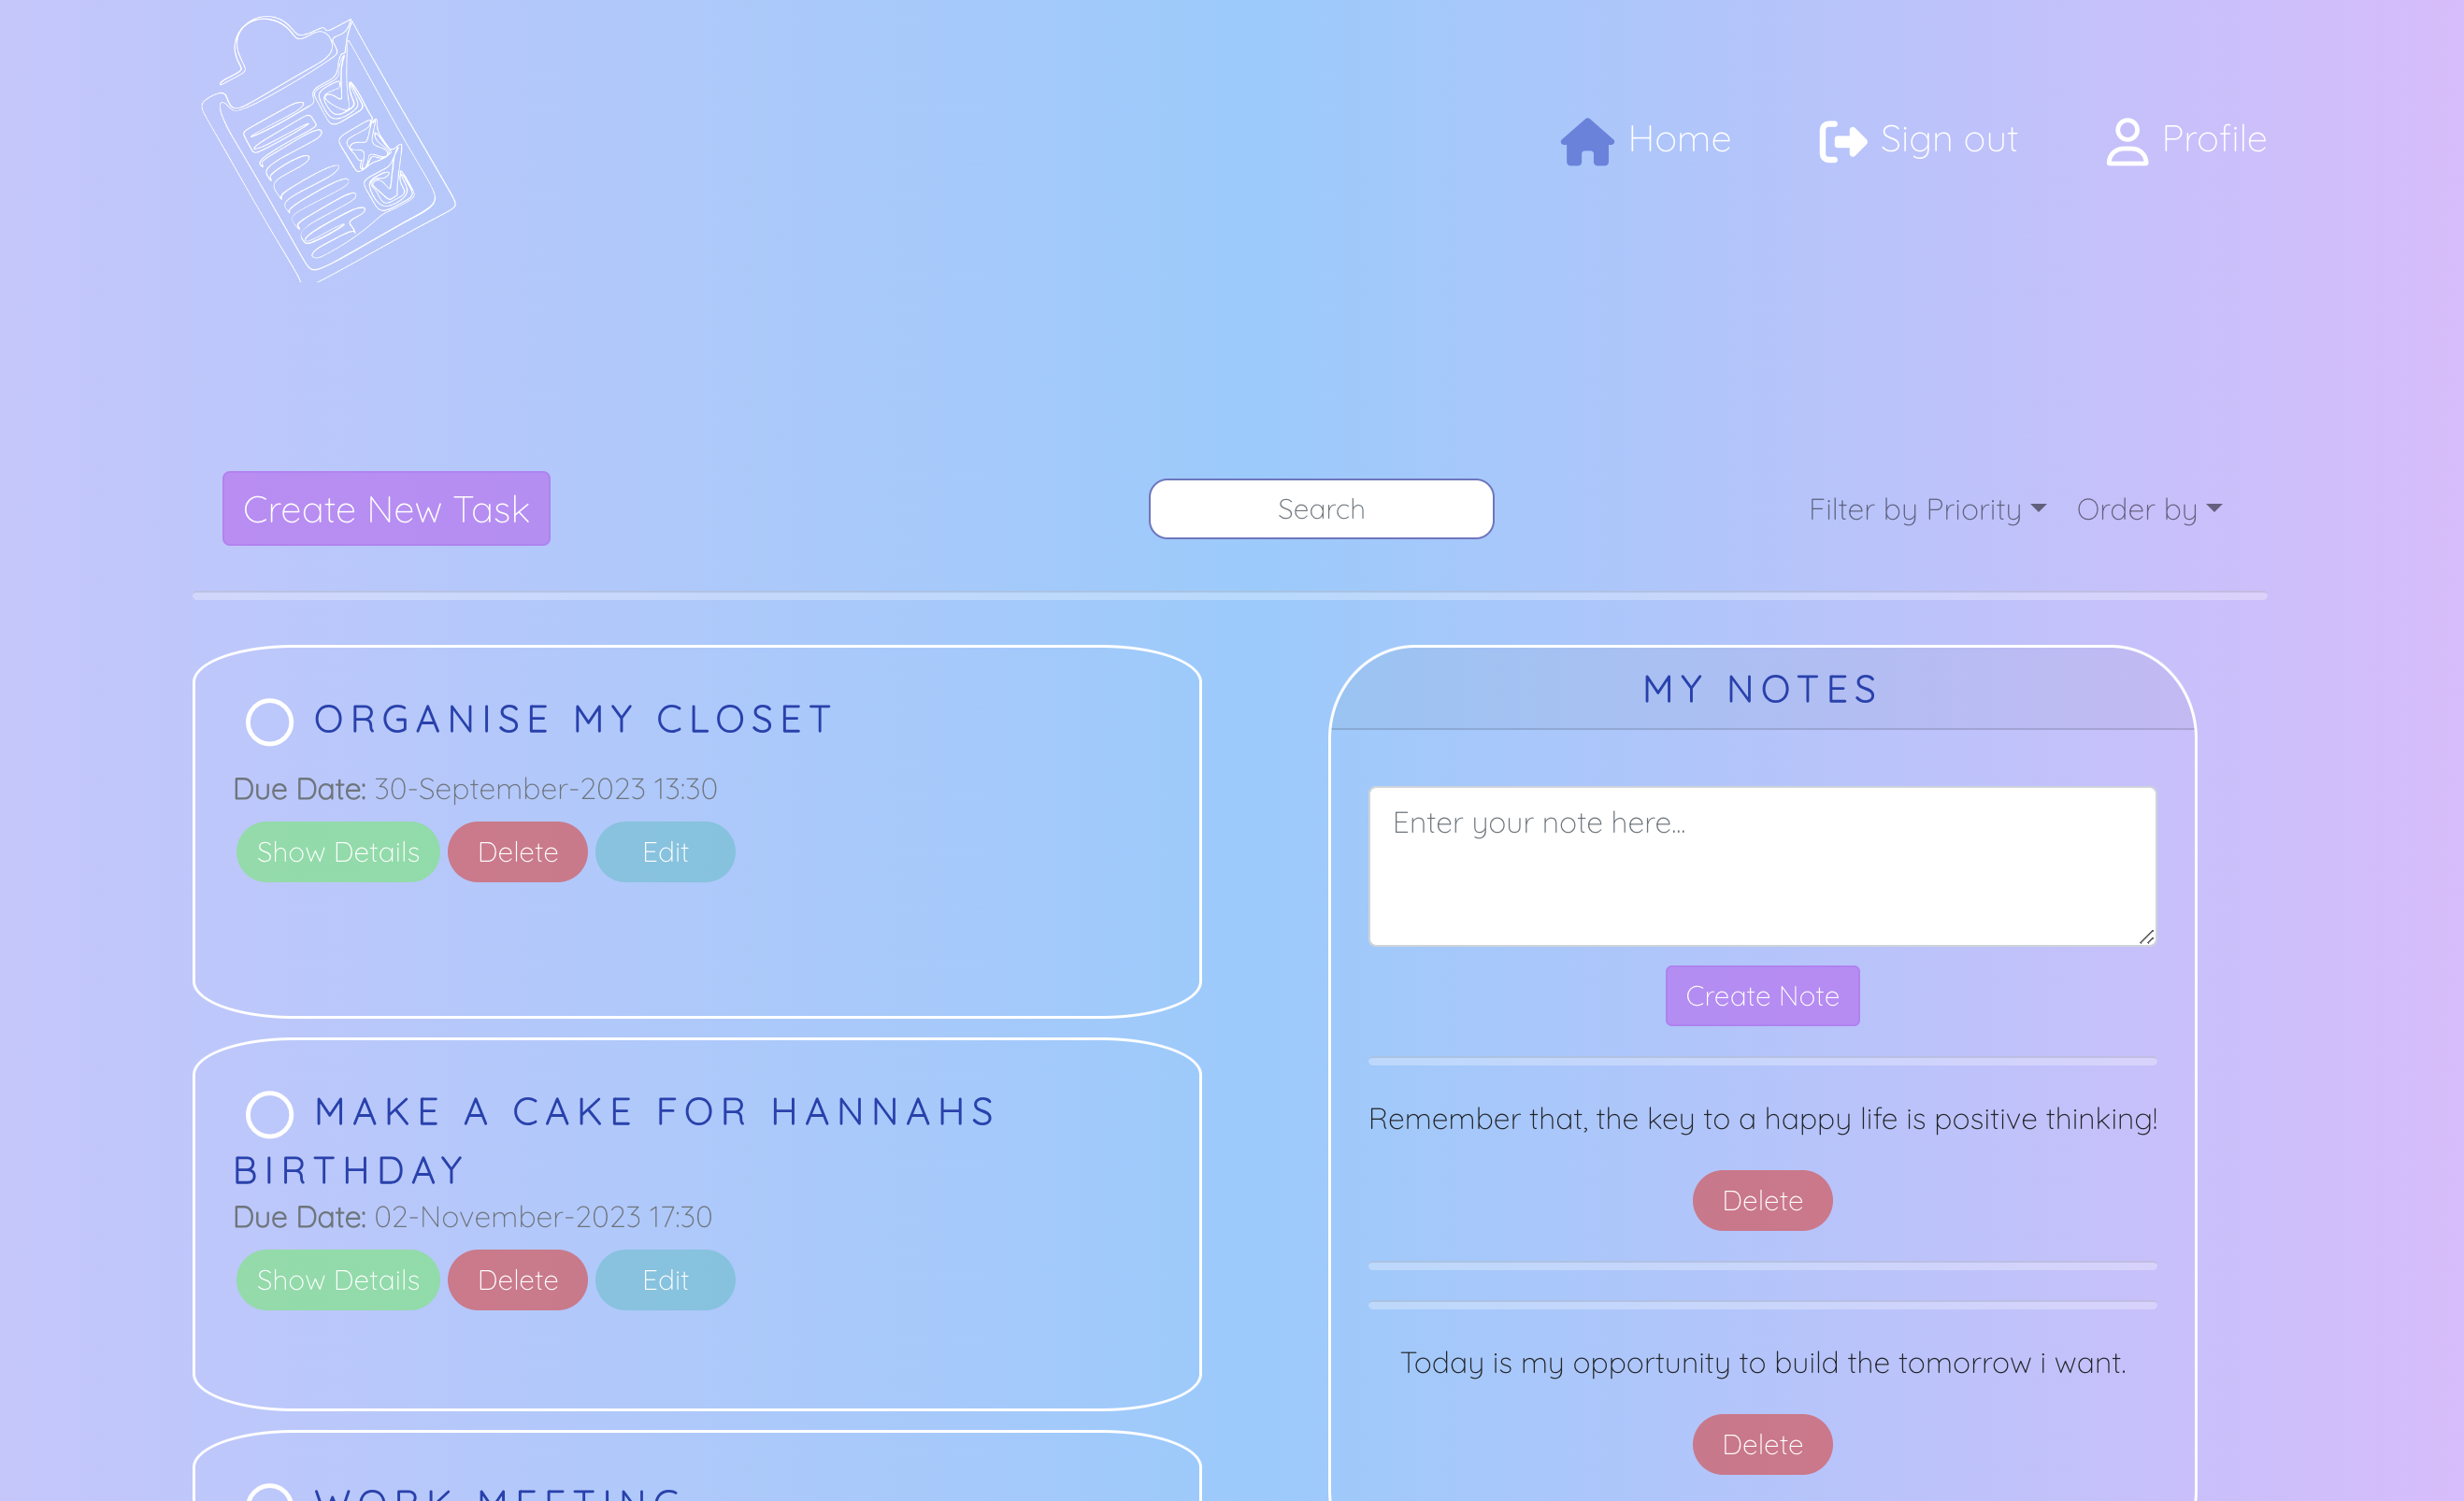 Home Sign out Profile
Create New Task Search Filter by Priority Order by
ORGANISE MY CLOSET
Due Date: 30-September-2023 13:30
Show Details Delete Edit
MAKE A CAKE FOR HANNAHS
BIRTHDAY
Due Date: 02-November-2023 17:30
Show Details Delete Edit
WORK MEETING
MY NOTES
Enter your note here...
Create Note
Remember that, the key to a happy life is positive thinking!
Delete
Today is my opportunity to build the tomorrow i want.
Delete